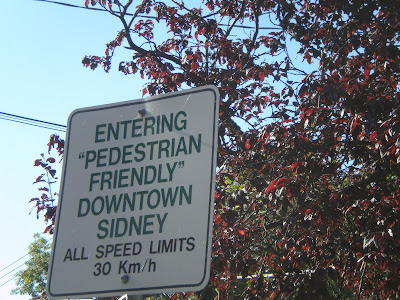 ENTERING
"PEDESTRIAN
FRIENDLY"
DOWNTOWN
SIDNEY
ALL SPEED LIMITS
30 Km/h